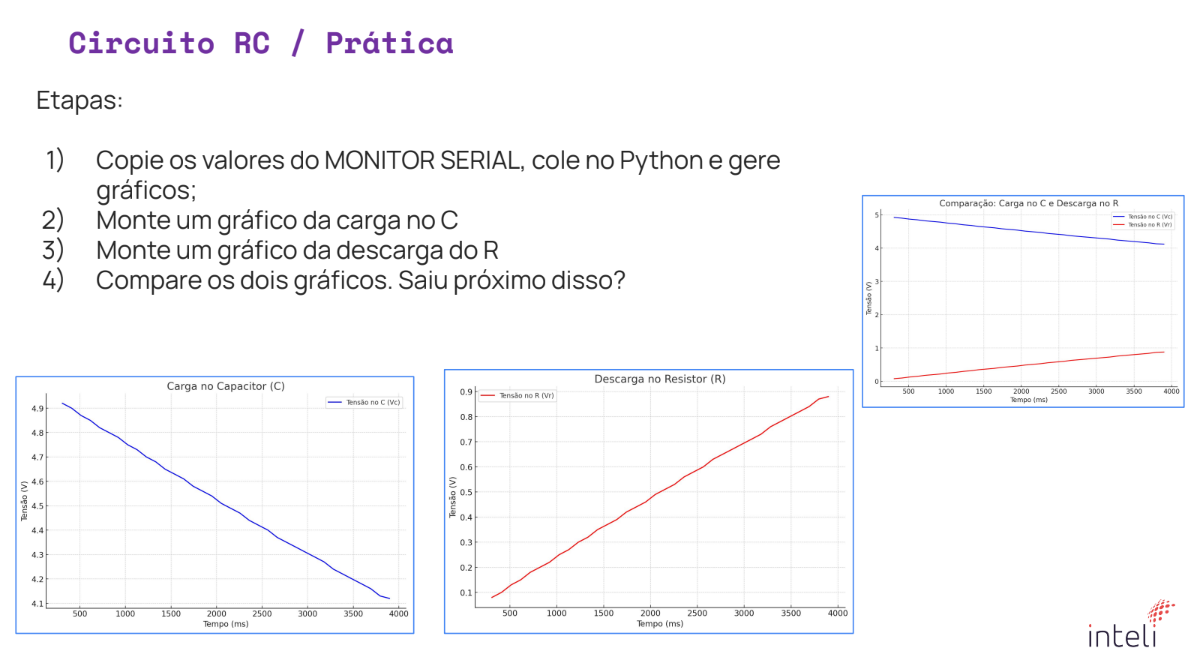 Circuito RC / Prática
Etapas:
1) Copie os valores do MONITOR SERIAL, cole no Python e gere
gráficos;
2) Monte um gráfico da carga no C
3) Monte um gráfico da descarga do R
4) Compare os dois gráficos. Saiu próximo disso?
Comparação: Carga no C e Descarga no R
Tensão no C (Vc)
Tensão no R (Vr)
Tensão (V)
5
4
3
2
1
0
500 1000 1500 2000 2500 3000 3500 4000
Tempo (ms)
Carga no Capacitor (C)
Tensão no C (Vc)
Tensão (V)
4.9
4.8
4.7
4.6
4.5
4.4
4.3
4.2
4.1
500 1000 1500 2000 2500 3000 3500 4000
Tempo (ms)
Descarga no Resistor (R)
Tensão no R (Vr)
Tensão (V)
0.9
0.8
0.7
0.6
0.5
0.4
0.3
0.2
0.1
500 1000 1500 2000 2500 3000 3500 4000
Tempo (ms)
inteli